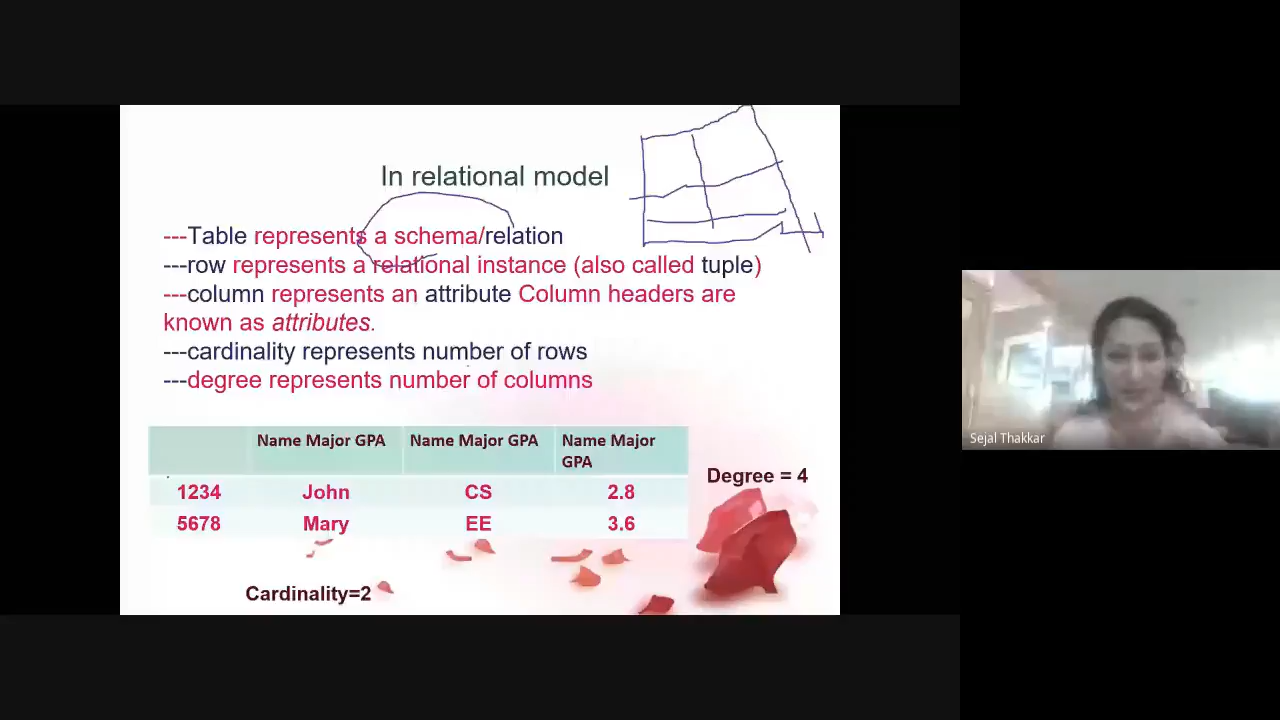 In relational model
---Table represents a schema/relation
---row represents a relational instance (also called tuple)
---column represents an attribute Column headers are
known as attributes.
---cardinality represents number of rows
---degree represents number of columns
Name Major GPA Name Major GPA Name Major
GPA
1234 John CS 2.8
5678 Mary EE 3.6
Degree = 4
Cardinality=2
Sejal Thakkar